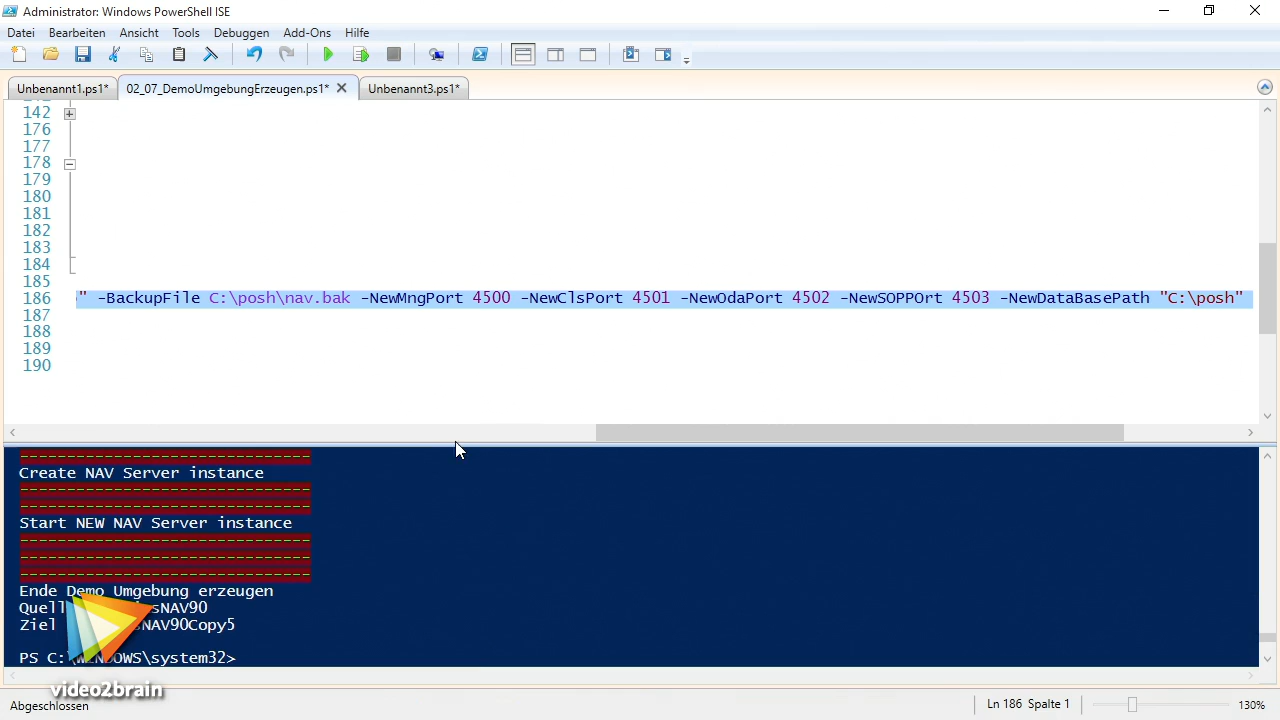 Administrator: Windows PowerShell ISE
Datei Bearbeiten Ansicht Tools Debuggen Add-Ons Hilfe
Unbenannt1.ps1* 02_07_DemoUmgebungErzeugen.ps1* Unbenannt3.ps1*
142
176
177
178
179
180
181
182
183
184
185
186 " -BackupFile C:\posh\nav.bak -NewMngPort 4500 -NewClsPort 4501 -NewOdaPort 4502 -NewSOPPOrt 4503 -NewDataBasePath "C:\posh"
187
188
189
190
------------------------------
Create NAV Server instance
------------------------------
------------------------------
Start NEW NAV Server instance
------------------------------
------------------------------
------------------------------
Ende Demo Umgebung erzeugen
Quell sNAV90
Ziel NAV90Copy5
PS C:\WINDOWS\system32>
video2brain
Abgeschlossen Ln 186 Spalte 1 130%